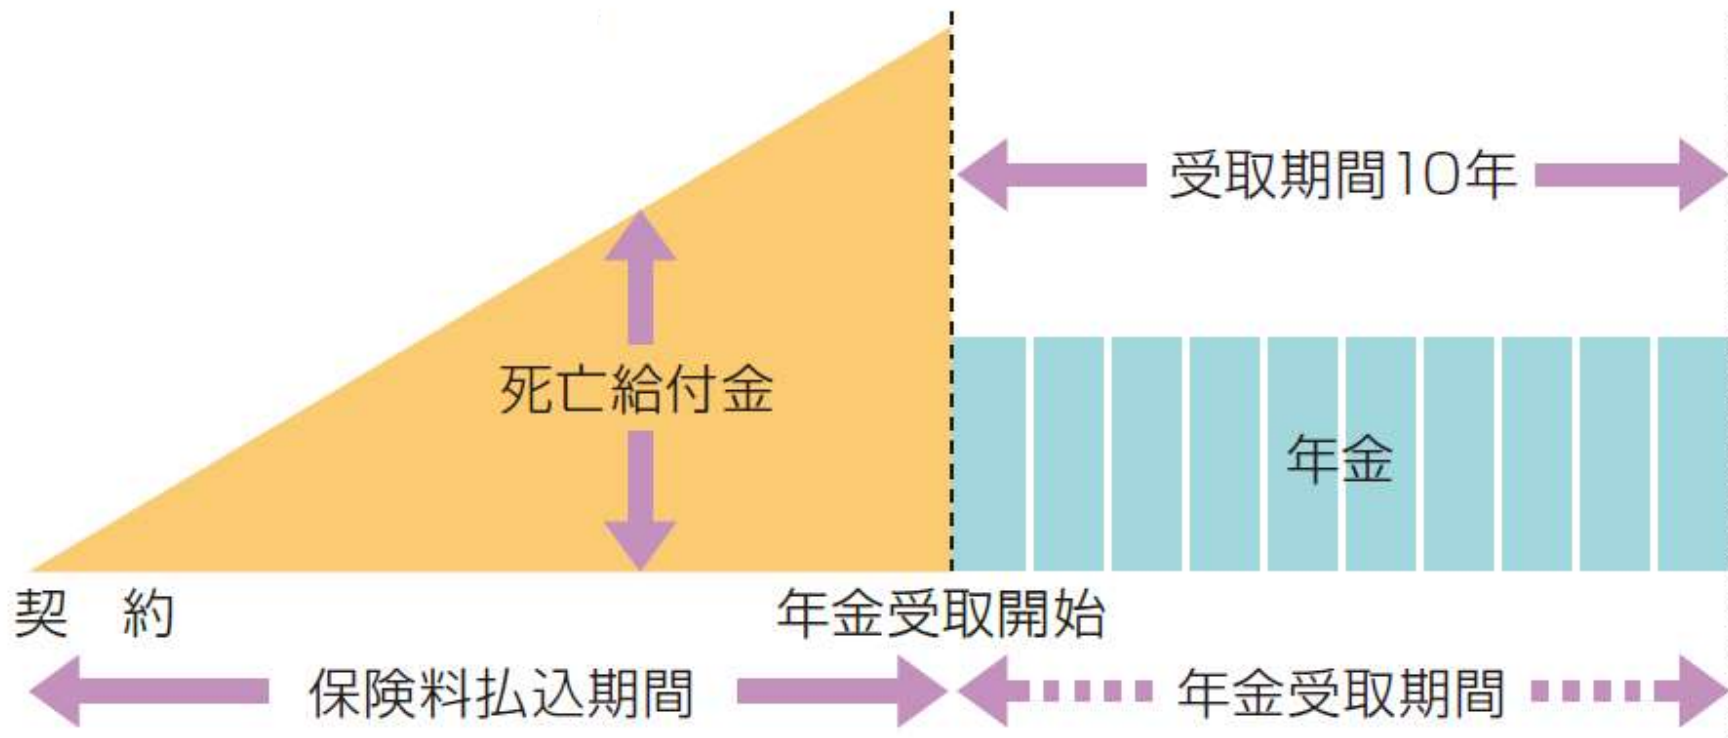 受取期間10年
死亡給付金
年金
契　約
年金受取開始
保険料払込期間
年金受取期間